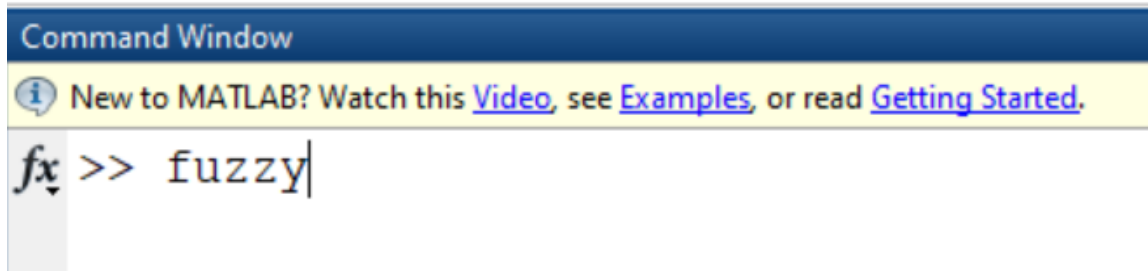 Command Window
New to MATLAB? Watch this Video, see Examples, or read Getting Started.
fx >> fuzzy